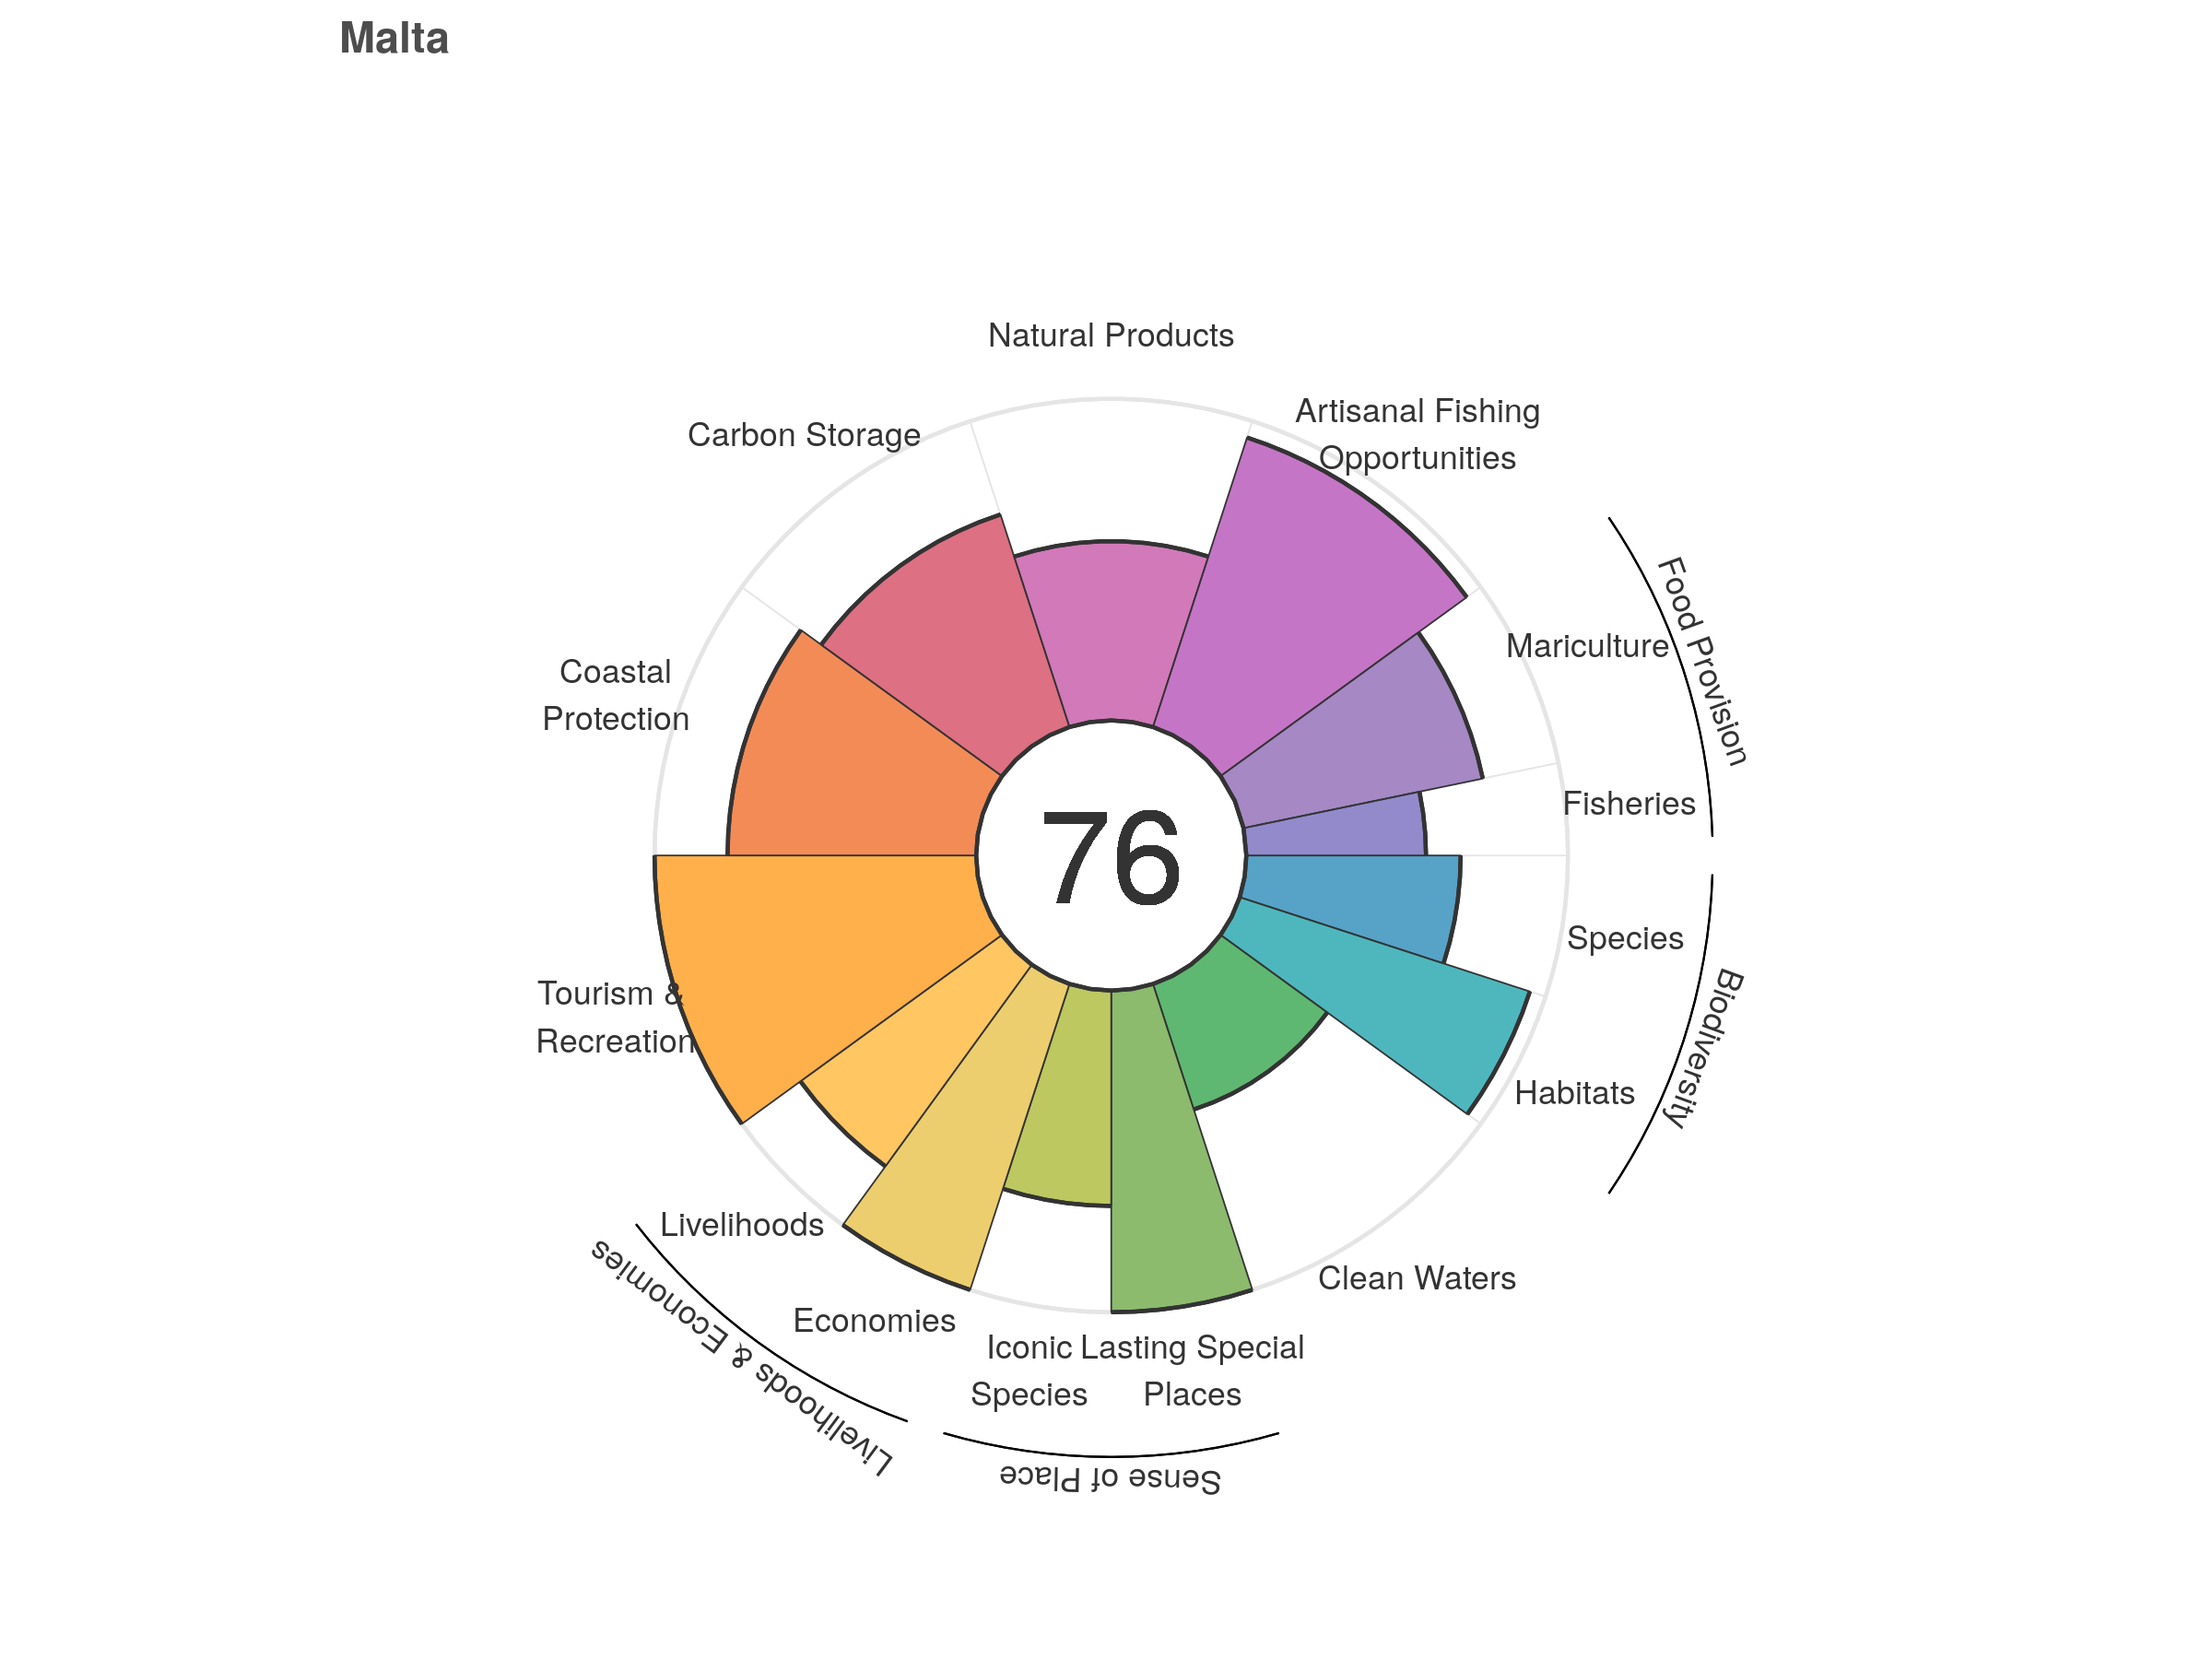 Malta
Natural Products
Artisanal Fishing
Opportunities
Carbon Storage
Food Provision
Mariculture
Coastal
Protection
Fisheries
76
Species
Biodiversity
Tourism &
Recreation
Habitats
Livelihoods
Clean Waters
Livelihoods & Economies
Economies
Iconic
Species
Lasting Special
Places
Sense of Place